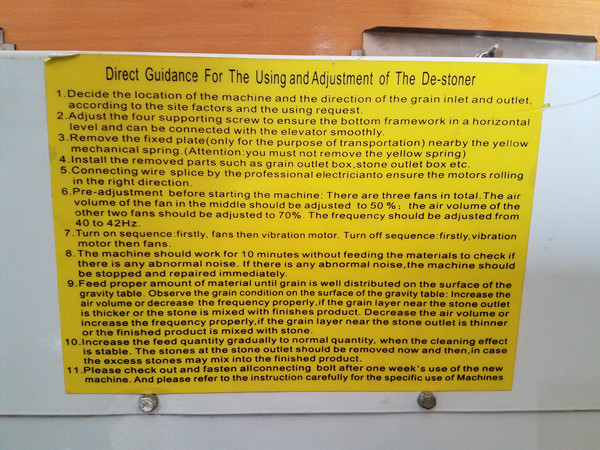 Direct Guidance For The Using and Adjustment of The De-stoner
1.Decide the location of the machine and the direction of the grain inlet and outlet,
according to the site factors and the using request.
2.Adjust the four supporting screw to ensure the bottom framework in a horizontal
level and can be connected with the elevator smoothly.
3.Remove the fixed plate(only for the purpose of transportation) nearby the yellow
mechanical spring.(Attention:you must not remove the yellow spring)
4.Install the removed parts such as grain outlet box,stone outlet box etc.
5.Connecting wire splice by the professional electricianto ensure the motors rolling
in the right direction.
6.Pre-adjustment before starting the machine: There are three fans in total.The air
volume of the fan in the middle should be adjusted to 50%; the air volume of the
other two fans should be adjusted to 70%. The frequency should be adjusted from
40 to 42Hz.
7.Turn on sequence:firstly, fans then vibration motor. Turn off sequence:firstly,vibration
motor then fans.
8.The machine should work for 10 minutes without feeding the materials to check if
there is any abnormal noise. If there is any abnormal noise,the machine should
be stopped and repaired immediately.
9.Feed proper amount of material until grain is well distributed on the surface of the
gravity table. Observe the grain condition on the surface of the gravity table: Increase the
air volume or decrease the frequency properly,if the grain layer near the stone outlet
is thicker or the stone is mixed with finishes product. Decrease the air volume or
increase the frequency properly,if the grain layer near the stone outlet is thinner
or the finished product is mixed with stone.
10.Increase the feed quantity gradually to normal quantity, when the cleaning effect
is stable. The stones at the stone outlet should be removed now and then,in case
the excess stones may mix into the finished product.
11.Please check out and fasten allconnecting bolt after one week's use of the new
machine. And please refer to the instruction carefully for the specific use of Machines